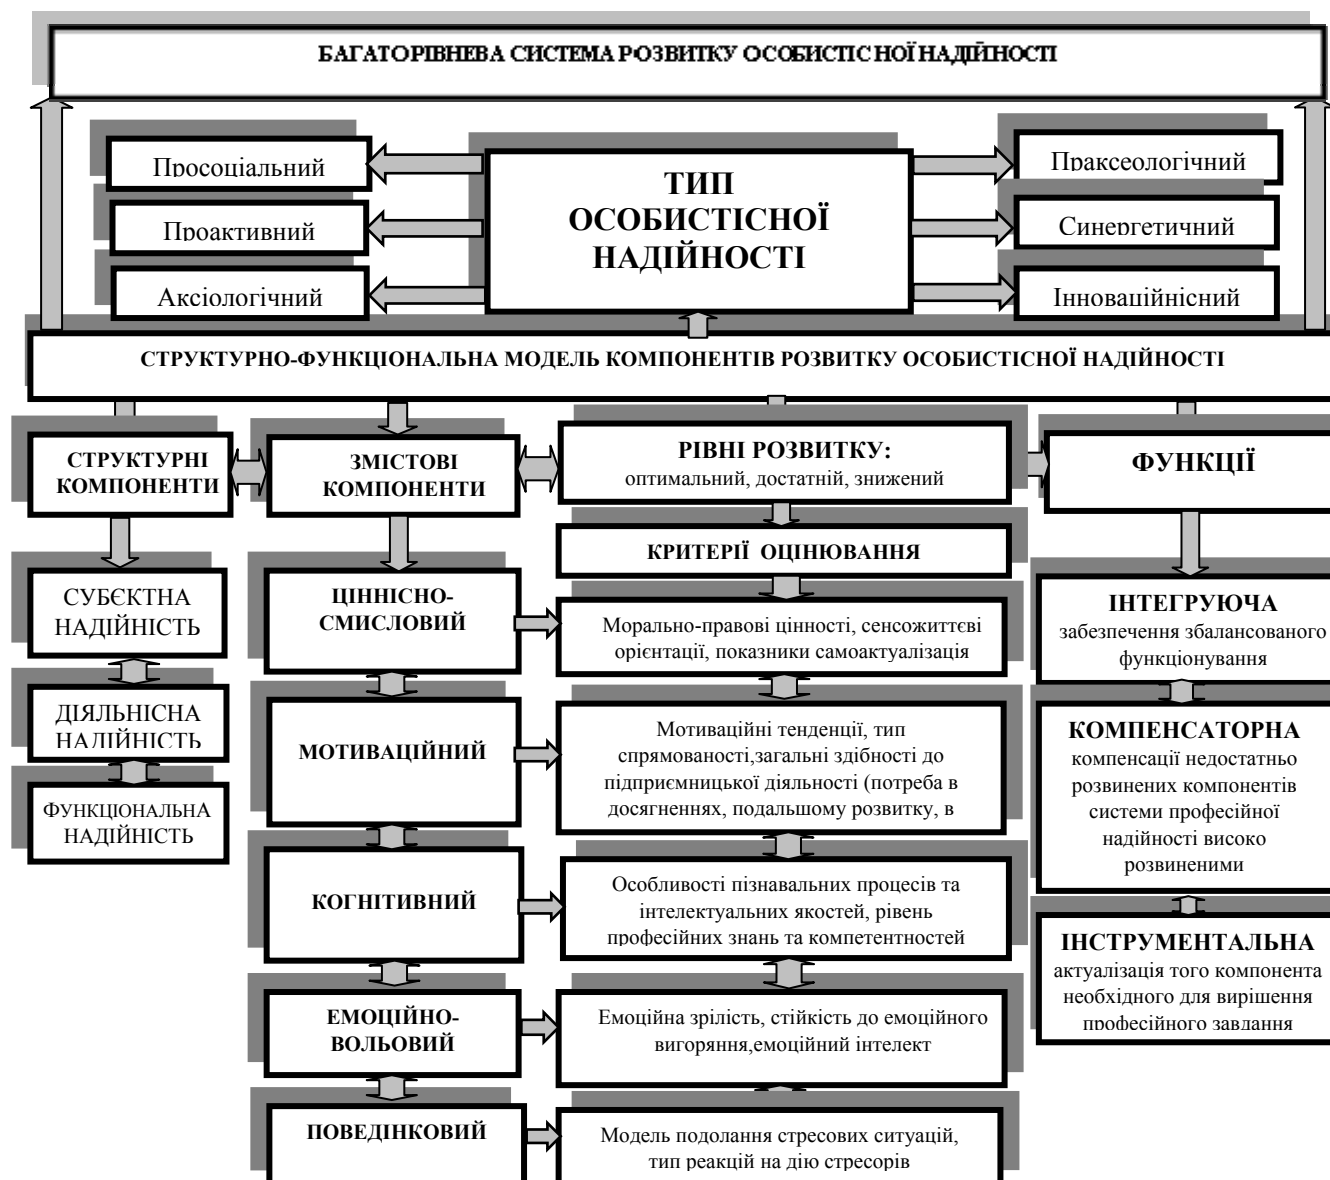 БАГАТОРІВНЕВА СИСТЕМА РОЗВИТКУ ОСОБИСТІСНОЇ НАДІЙНОСТІ
Просоціальний
Проактивний
Аксіологічний
ТИП
ОСОБИСТІСНОЇ
НАДІЙНОСТІ
Праксеологічний
Синергетичний
Інноваційнісний
СТРУКТУРНО-ФУНКЦІОНАЛЬНА МОДЕЛЬ КОМПОНЕНТІВ РОЗВИТКУ ОСОБИСТІСНОЇ НАДІЙНОСТІ
СТРУКТУРНІ
КОМПОНЕНТИ
ЗМІСТОВІ
КОМПОНЕНТИ
РІВНІ РОЗВИТКУ:
оптимальний, достатній, знижений
ФУНКЦІЇ
КРИТЕРІЇ ОЦІНЮВАННЯ
СУБЄКТНА
НАДІЙНІСТЬ
ДІЯЛЬНІСНА
НАДІЙНІСТЬ
ФУНКЦІОНАЛЬНА
НАДІЙНІСТЬ
ЦІННІСНО-
СМИСЛОВИЙ
Морально-правові цінності, сенсожиттєві
орієнтації, показники самоактуалізація
МОТИВАЦІЙНИЙ
Мотиваційні тенденції, тип
спрямованості,загальні здібності до
підприємницької діяльності (потреба в
досягненнях, подальшому розвитку, в
КОГНІТИВНИЙ
Особливості пізнавальних процесів та
інтелектуальних якостей, рівень
професійних знань та компетентностей
ЕМОЦІЙНО-
ВОЛЬОВИЙ
Емоційна зрілість, стійкість до емоційного
вигоряння,емоційний інтелект
ПОВЕДІНКОВИЙ
Модель подолання стресових ситуацій,
тип реакцій на дію стресорів
ІНТЕГРУЮЧА
забезпечення збалансованого
функціонування
КОМПЕНСАТОРНА
компенсації недостатньо
розвинених компонентів
системи професійної
надійності високо
розвиненими
ІНСТРУМЕНТАЛЬНА
актуалізація того компонента
необхідного для вирішення
професійного завдання